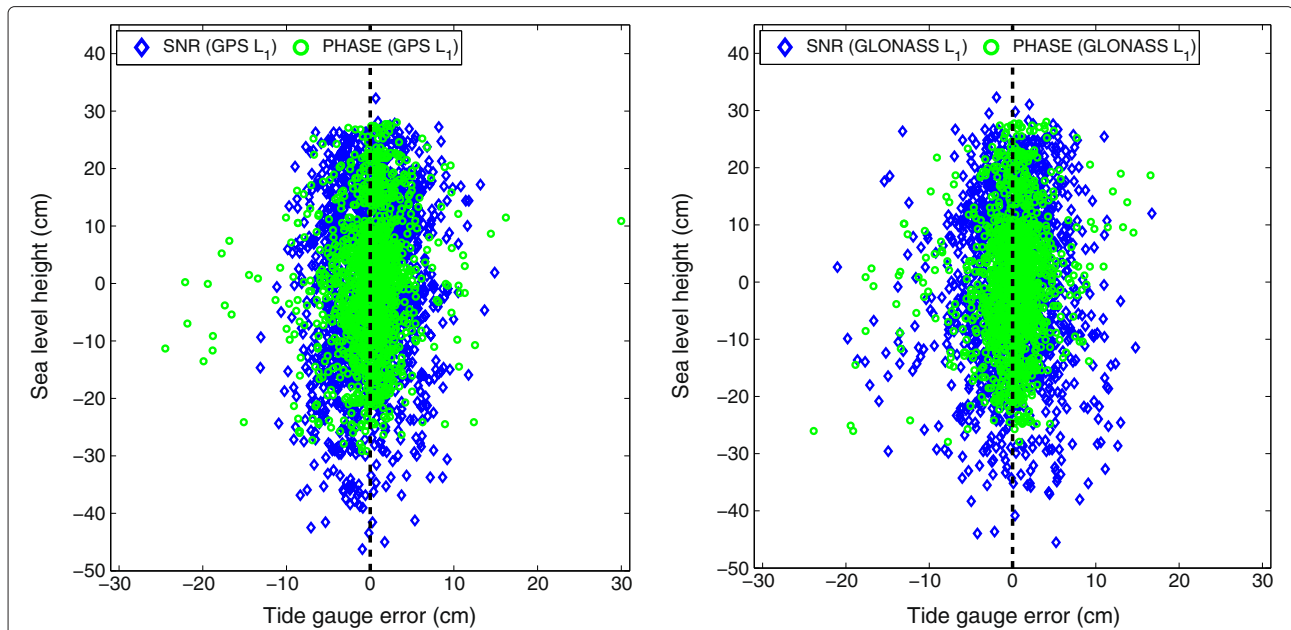 SNR (GPS L1) PHASE (GPS L1)
40
30
20
10
0
−10
−20
−30
−40
−50
−30 −20 −10 0 10 20 30
Sea level height (cm)
Tide gauge error (cm)
SNR (GLONASS L1) PHASE (GLONASS L1)
40
30
20
10
0
−10
−20
−30
−40
−50
−30 −20 −10 0 10 20 30
Sea level height (cm)
Tide gauge error (cm)